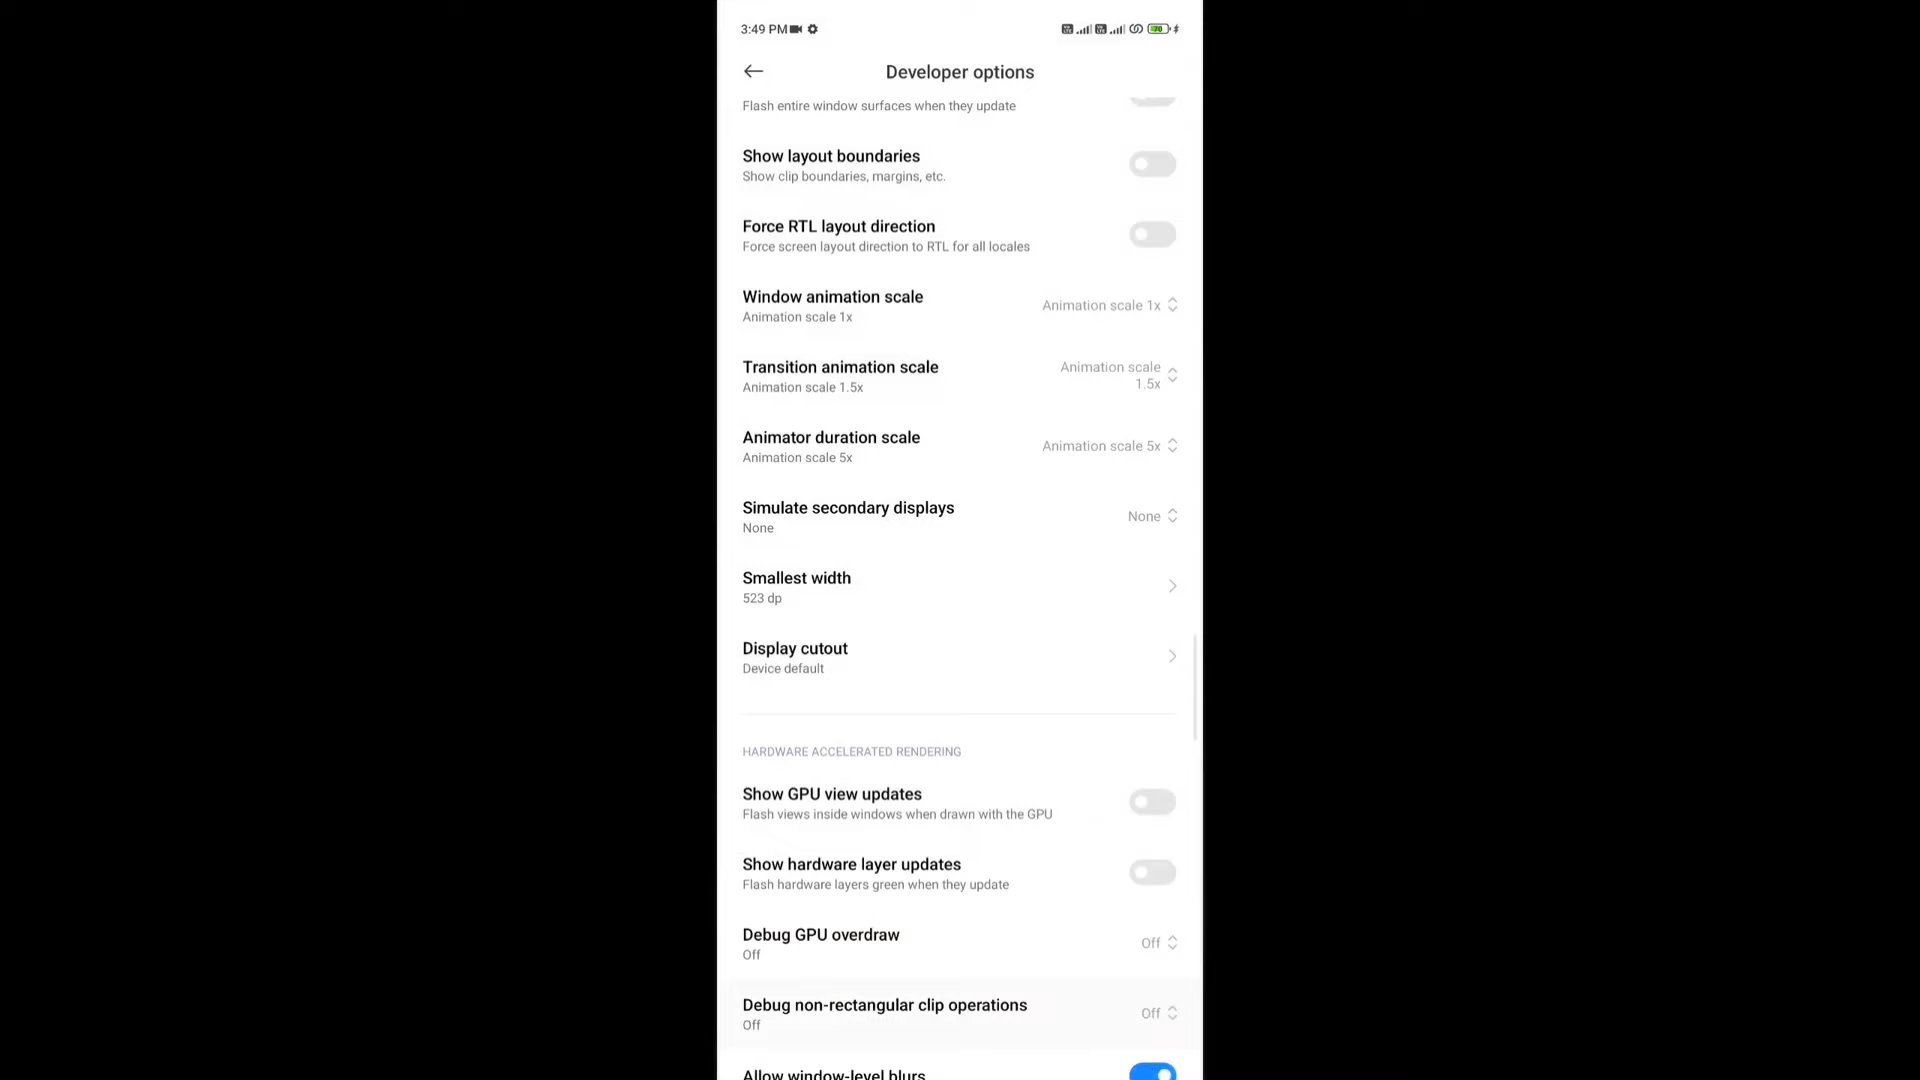 3:49 PM
70
Developer options
Flash entire window surfaces when they update
Show layout boundaries
Show clip boundaries, margins, etc.
Force RTL layout direction
Force screen layout direction to RTL for all locales
Window animation scale
Animation scale 1x
Animation scale 1x
Transition animation scale
Animation scale 1.5x
Animation scale
1.5x
Animator duration scale
Animation scale 5x
Animation scale 5x
Simulate secondary displays
None
None
Smallest width
523 dp
Display cutout
Device default
HARDWARE ACCELERATED RENDERING
Show GPU view updates
Flash views inside windows when drawn with the GPU
Show hardware layer updates
Flash hardware layers green when they update
Debug GPU overdraw
Off
Off
Debug non-rectangular clip operations
Off
Off
Allow window-level blurs